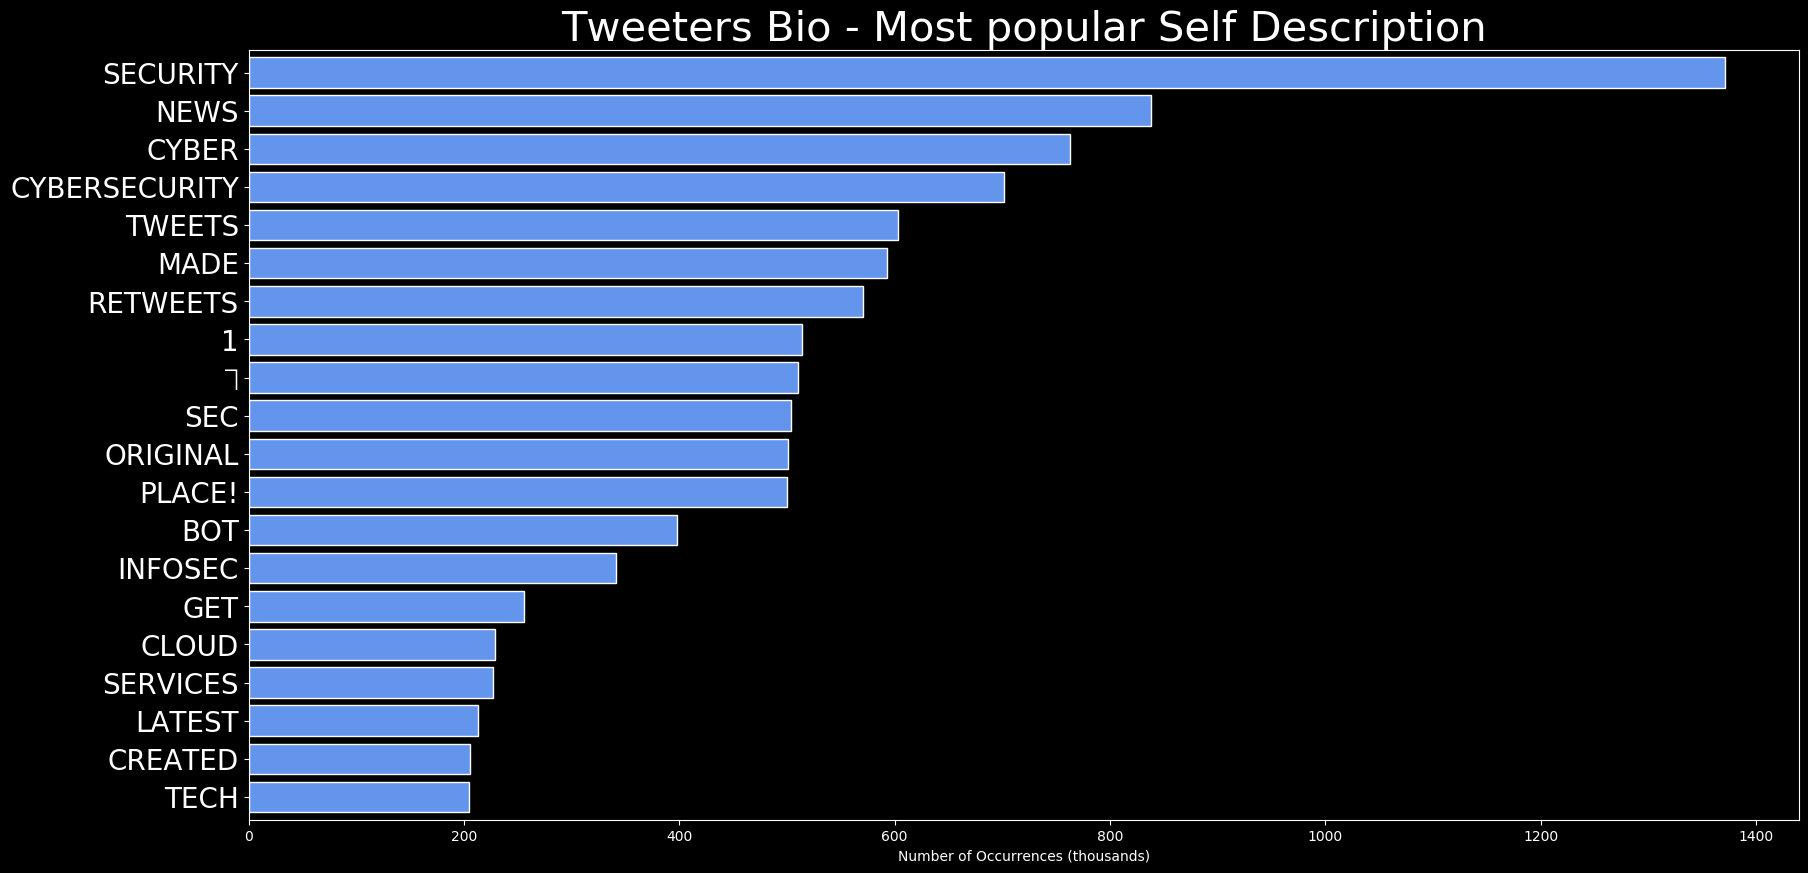 Tweeters Bio - Most popular Self Description
SECURITY
NEWS
CYBER
CYBERSECURITY
TWEETS
MADE
RETWEETS
1
SEC
ORIGINAL
PLACE!
BOT
INFOSEC
GET
CLOUD
SERVICES
LATEST
CREATED
TECH
0 200 400 600 800 1000 1200 1400
Number of Occurrences (thousands)